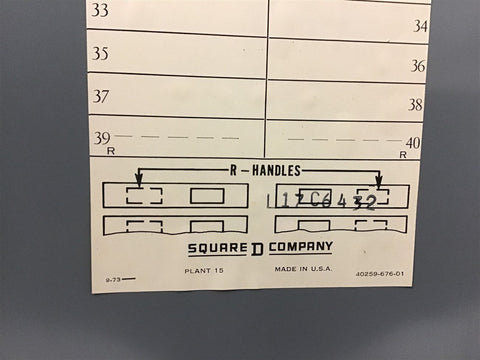 33
34
35
36
37
38
39 R
40 R
R - HANDLES
117C6432
SQUARE D COMPANY
PLANT 15 MADE IN U.S.A.
9-73 40259-676-01